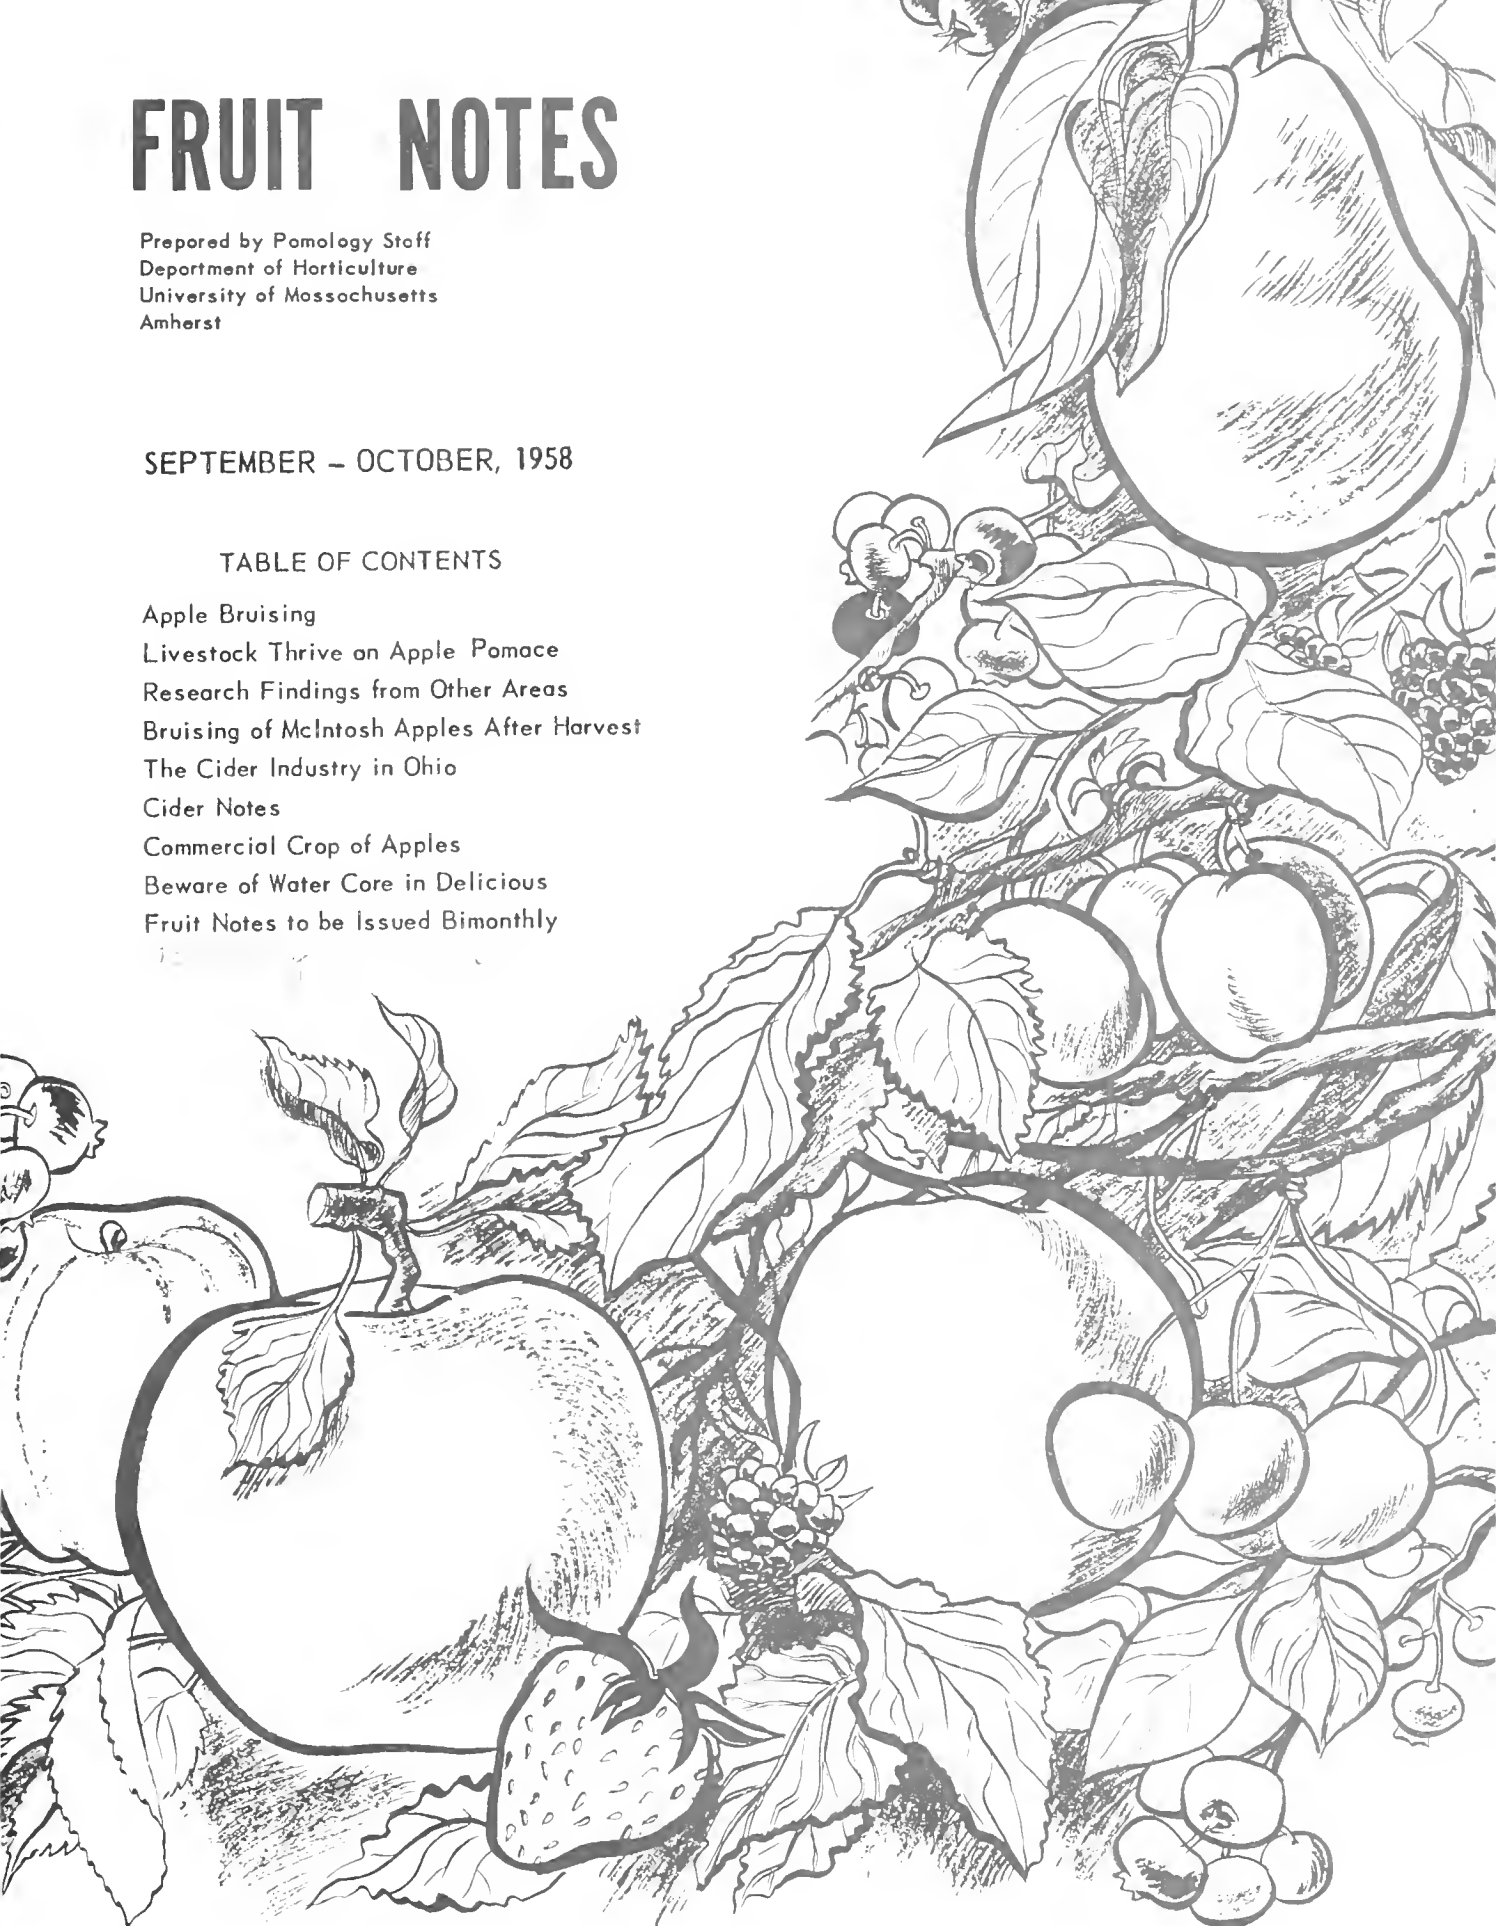 FRUIT NOTES
Prepared by Pomology Staff
Department of Horticulture
University of Massachusetts
Amherst
SEPTEMBER – OCTOBER, 1958
TABLE OF CONTENTS
Apple Bruising
Livestock Thrive on Apple Pomace
Research Findings from Other Areas
Bruising of McIntosh Apples After Harvest
The Cider Industry in Ohio
Cider Notes
Commercial Crop of Apples
Beware of Water Core in Delicious
Fruit Notes to be Issued Bimonthly